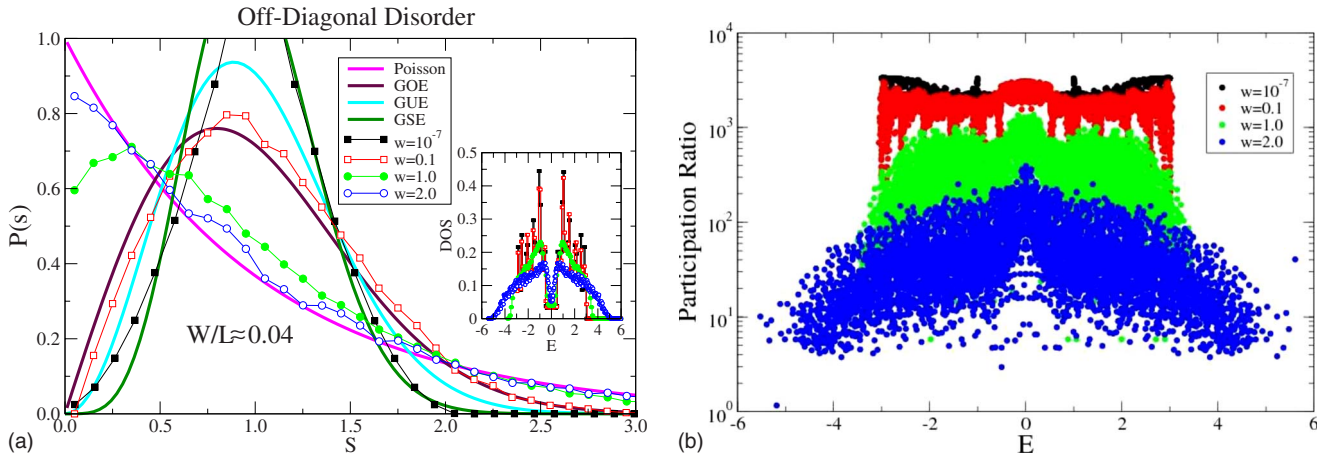 Off-Diagonal Disorder
P(s)
1.0
0.8
0.6
0.4
0.2
0.0
0.0
0.5
1.0
1.5
2.0
2.5
3.0
S
Poisson
GOE
GUE
GSE
w=10⁻⁷
w=0.1
w=1.0
w=2.0
W/L≈0.04
DOS
0.5
0.4
0.3
0.2
0.1
0
-6 -4 -2 0 2 4 6
E
(a)
Participation Ratio
10⁴
10³
10²
10¹
10⁰
-6
-4
-2
0
2
4
6
E
w=10⁻⁷
w=0.1
w=1.0
w=2.0
(b)